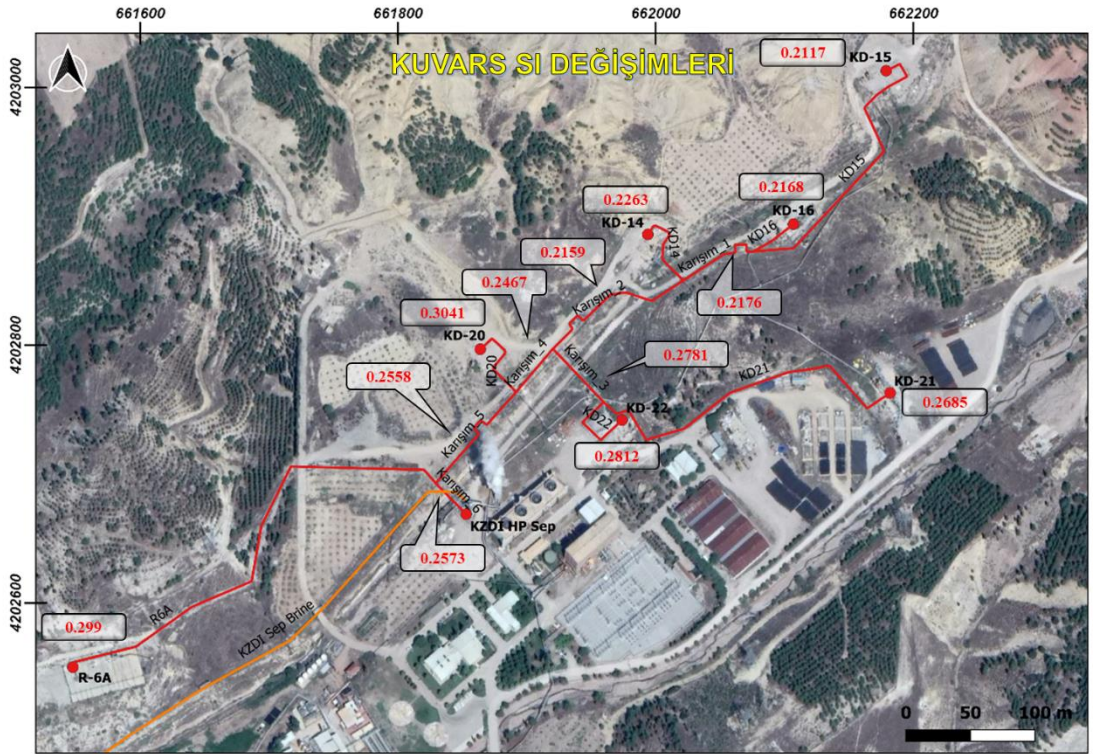 661600
661800
662000
662200
4203000
4202800
4202600
KUVARS SI DEĞİŞİMLERİ
0.2117
KD-15
KD15
0.2168
KD-16
KD16
0.2263
KD-14
KD14
Karışım_1
0.2176
0.2159
Karışım_2
0.2467
0.3041
KD-20
KD20
Karışım_4
Karışım_3
0.2781
KD21
KD-21
0.2685
0.2558
Karışım_5
KD-22
KD22
0.2812
Karışım_6
KZDI HP Sep
0.2573
R6A
KZDI Sep Brine
0.299
R-6A
0 50 100 m